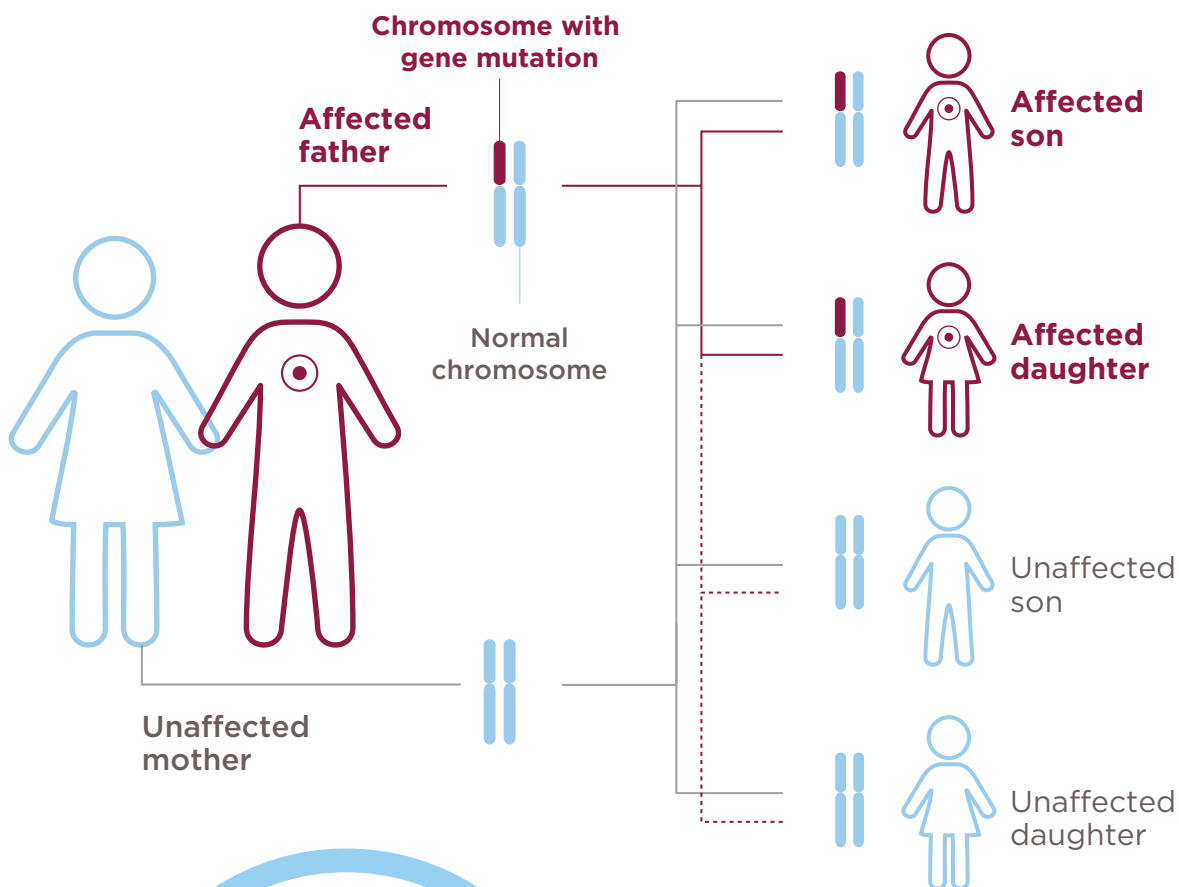 Chromosome with
gene mutation
Affected
father
Normal
chromosome
Unaffected
mother
Affected
son
Affected
daughter
Unaffected
son
Unaffected
daughter